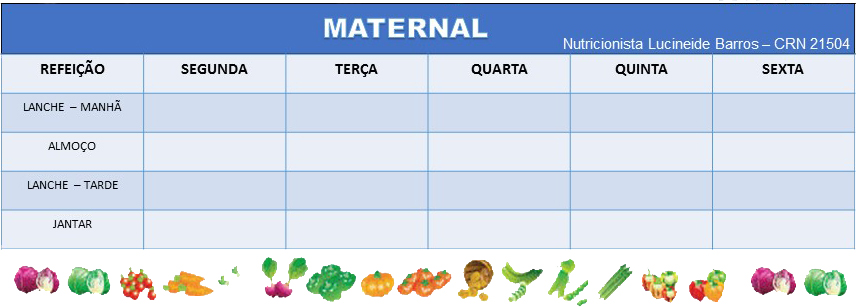 MATERNAL
Nutricionista Lucineide Barros – CRN 21504
REFEIÇÃO SEGUNDA TERÇA QUARTA QUINTA SEXTA
LANCHE – MANHÃ
ALMOÇO
LANCHE – TARDE
JANTAR